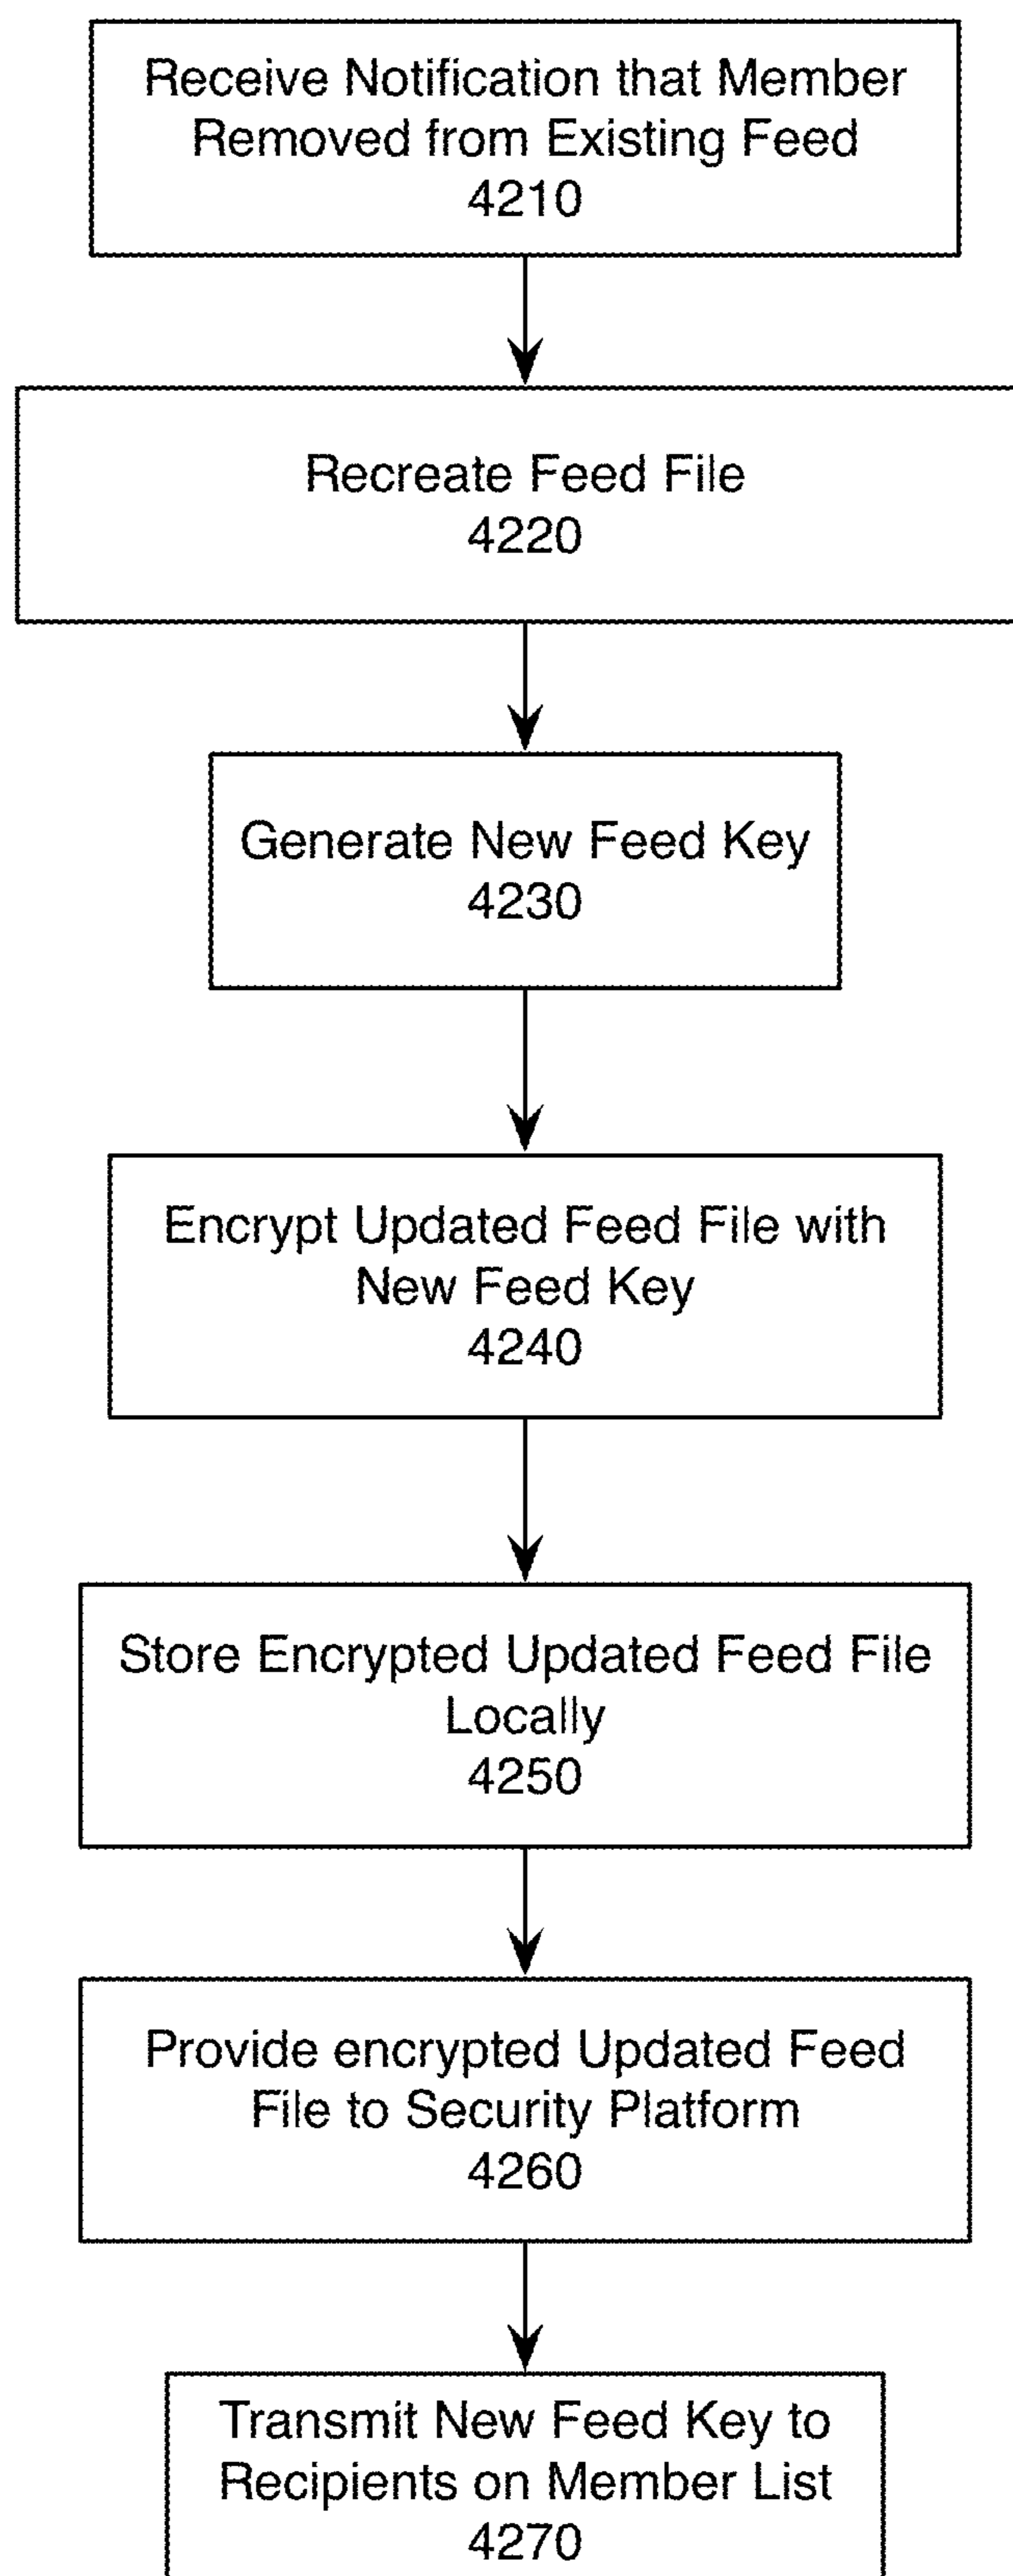 Receive Notification that Member
Removed from Existing Feed
4210
Recreate Feed File
4220
Generate New Feed Key
4230
Encrypt Updated Feed File with
New Feed Key
4240
Store Encrypted Updated Feed File
Locally
4250
Provide encrypted Updated Feed
File to Security Platform
4260
Transmit New Feed Key to
Recipients on Member List
4270